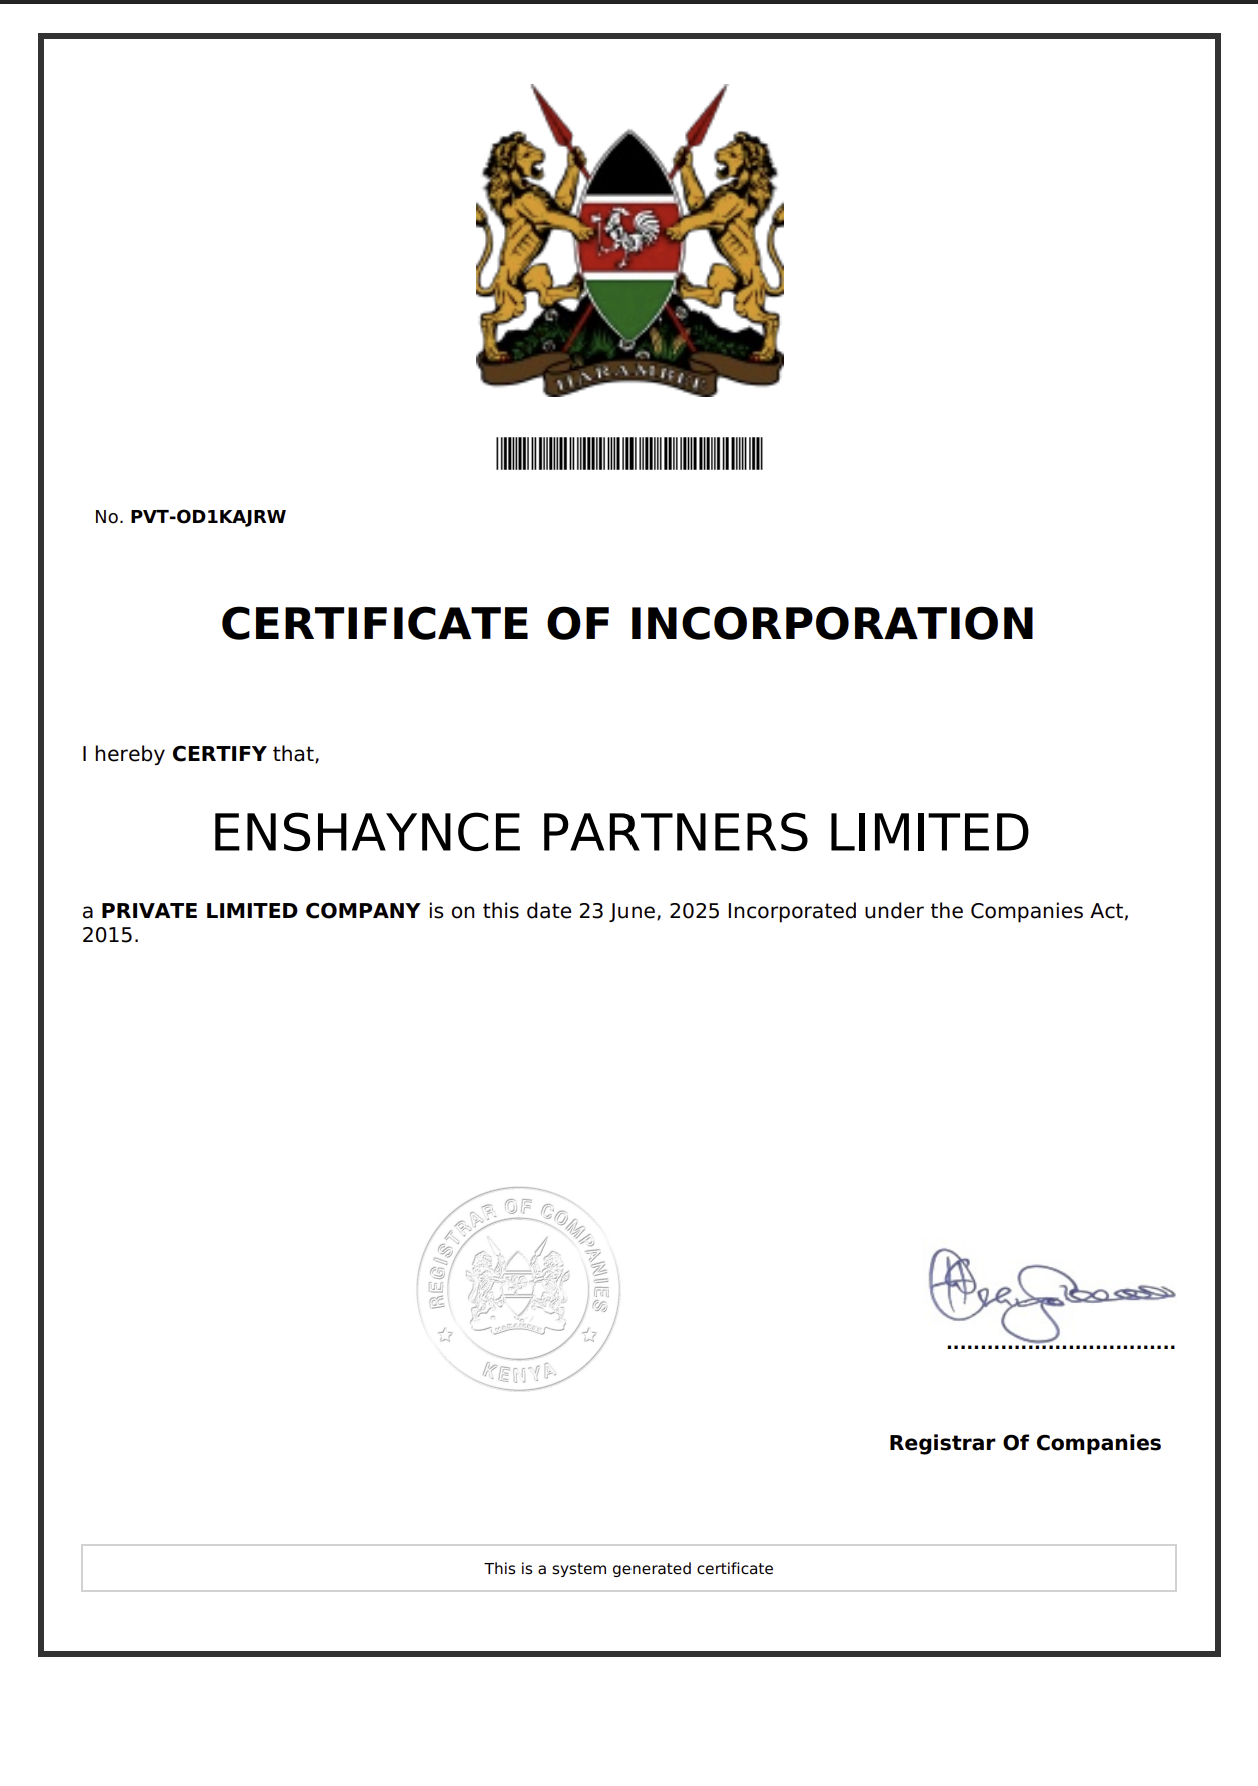 HARAMBEE
No. PVT-OD1KAJRW
CERTIFICATE OF INCORPORATION
I hereby CERTIFY that,
ENSHAYNCE PARTNERS LIMITED
a PRIVATE LIMITED COMPANY is on this date 23 June, 2025 Incorporated under the Companies Act,
2015.
REGISTRAR OF COMPANIES
HARAMBEE
KENYA
................................
Registrar Of Companies
This is a system generated certificate